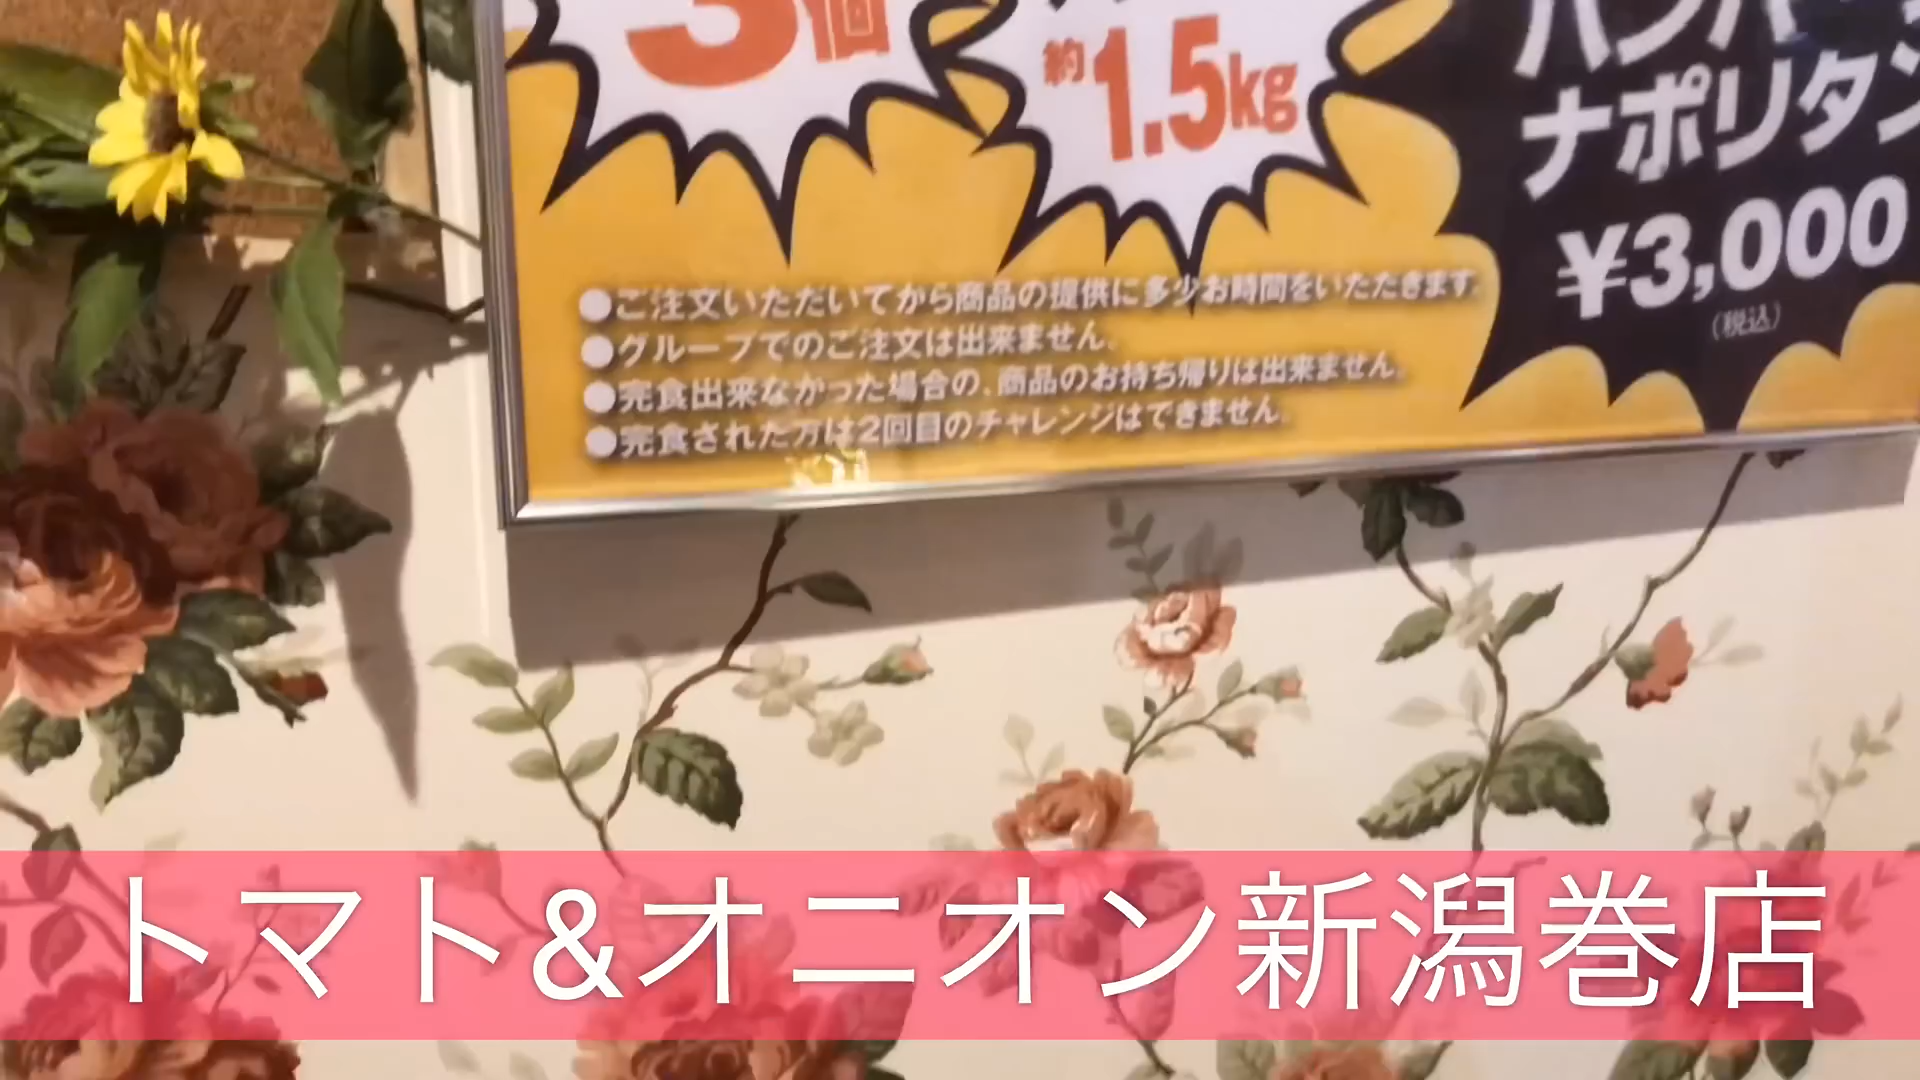 3個
約1.5kg
ナポリタン
¥3,000
(税込)
●ご注文いただいてから商品の提供に多少お時間をいただきます。
●グループでのご注文は出来ません。
●完食出来なかった場合の、商品のお持ち帰りは出来ません。
●完食された方は2回目のチャレンジはできません。
トマト&オニオン新潟巻店